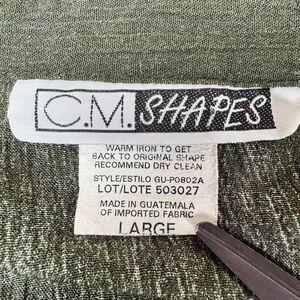 C.M. SHAPES
WARM IRON TO GET
BACK TO ORIGINAL SHAPE
RECOMMEND DRY CLEAN
STYLE/ESTILO GU-P0802A
LOT/LOTE 503027
MADE IN GUATEMALA
OF IMPORTED FABRIC
LARGE